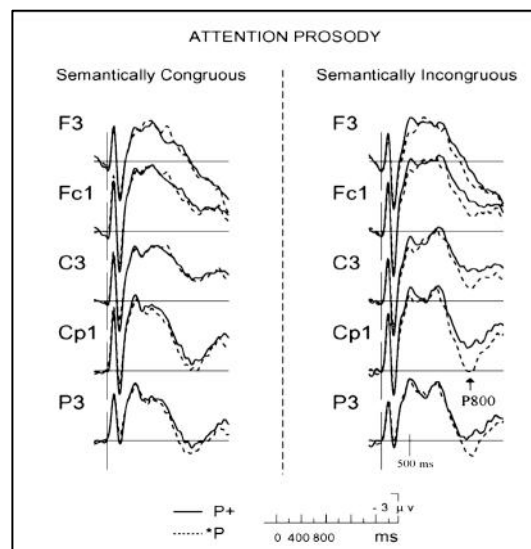 ATTENTION PROSODY
Semantically Congruous
Semantically Incongruous
F3
F3
Fc1
Fc1
C3
C3
Cp1
Cp1
P800
P3
P3
500 ms
P+
*P
- 3 μv
0 400 800 ms